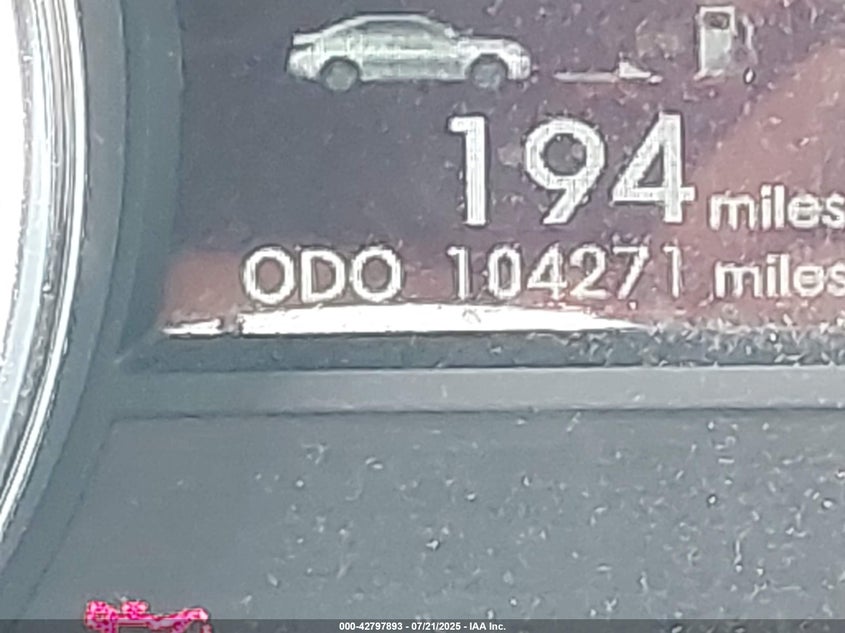 194 miles
ODO 104271 miles
000-42797893 - 07/21/2025 - IAA Inc.